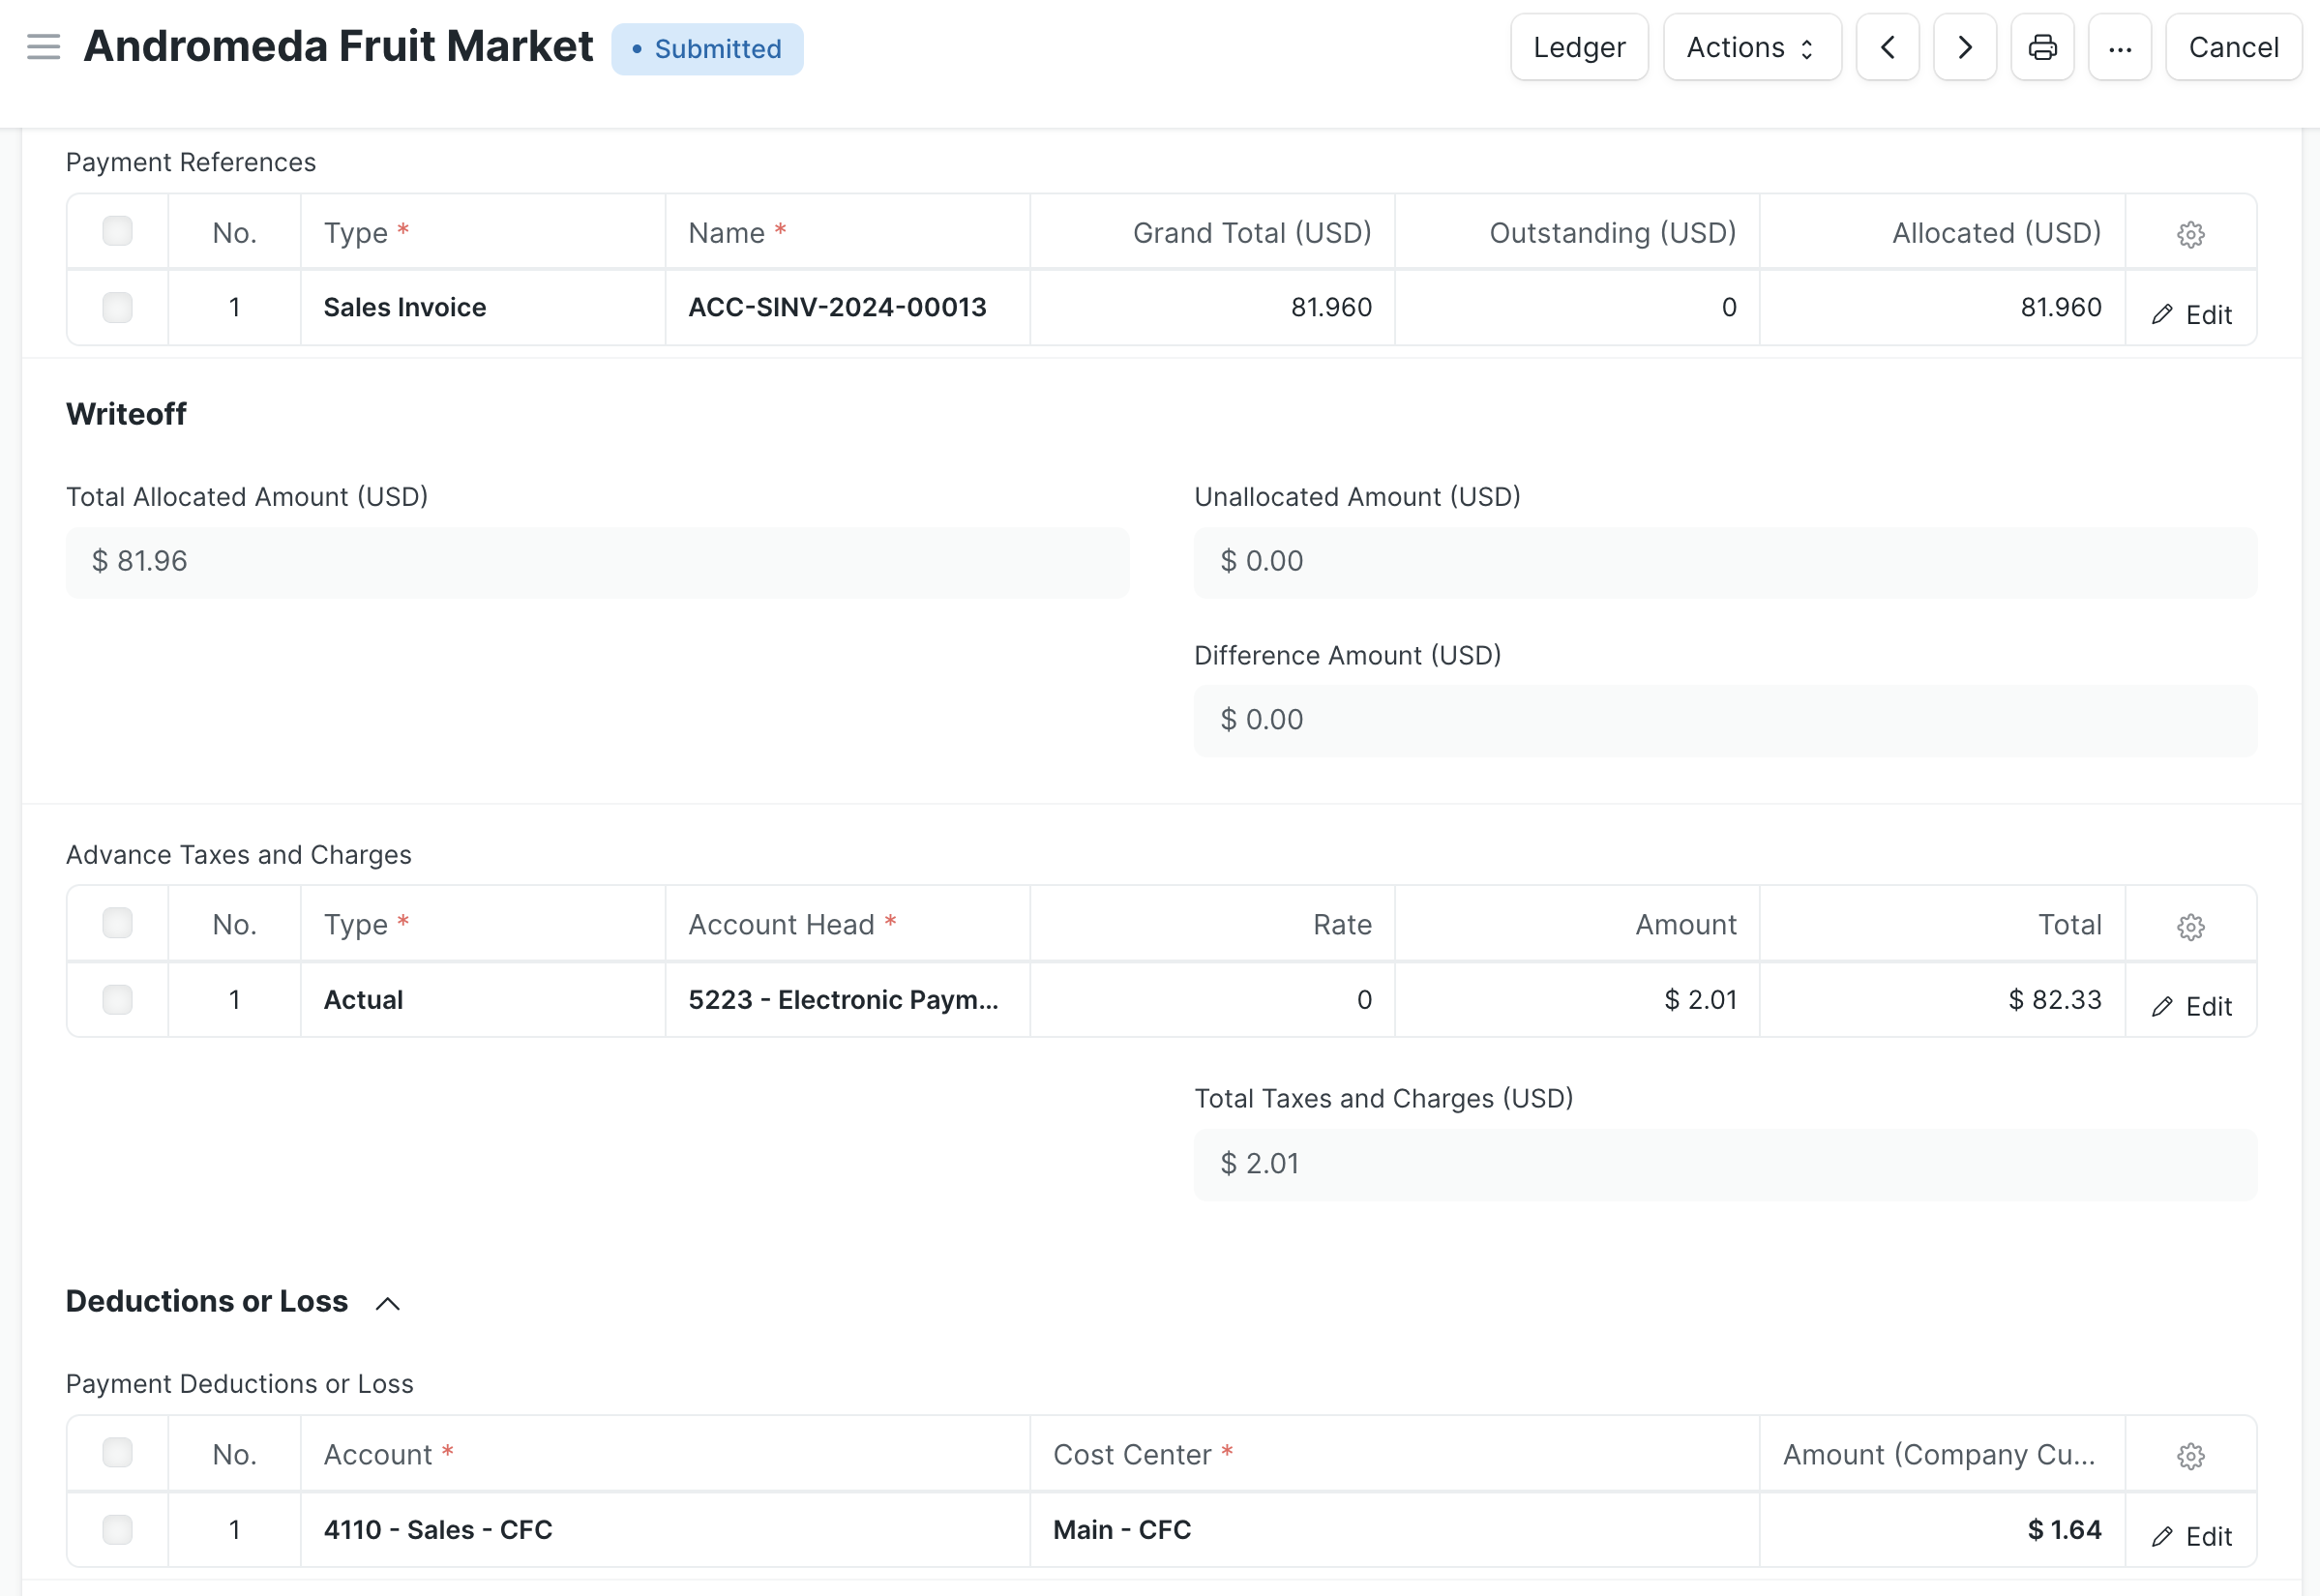 Andromeda Fruit Market • Submitted Ledger Actions ... Cancel
Payment References
No. Type * Name * Grand Total (USD) Outstanding (USD) Allocated (USD)
1 Sales Invoice ACC-SINV-2024-00013 81.960 0 81.960 Edit
Writeoff
Total Allocated Amount (USD) Unallocated Amount (USD)
$ 81.96 $ 0.00
Difference Amount (USD)
$ 0.00
Advance Taxes and Charges
No. Type * Account Head * Rate Amount Total
1 Actual 5223 - Electronic Paym... 0 $ 2.01 $ 82.33 Edit
Total Taxes and Charges (USD)
$ 2.01
Deductions or Loss
Payment Deductions or Loss
No. Account * Cost Center * Amount (Company Cu...
1 4110 - Sales - CFC Main - CFC $ 1.64 Edit